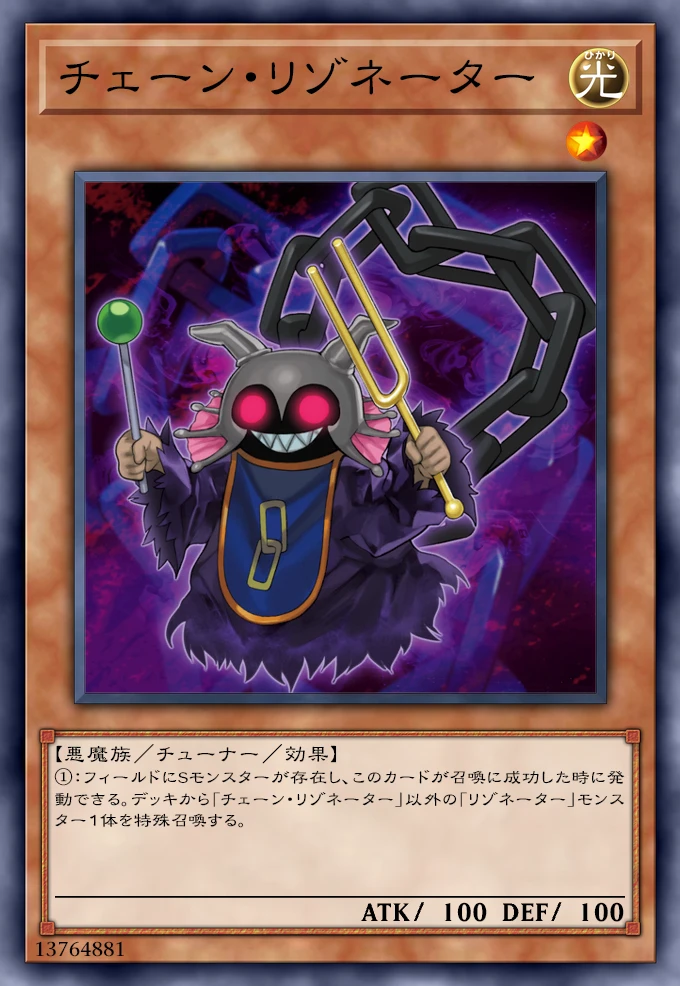 チェーン・リゾネーター
ひかり
光
【悪魔族／チューナー／効果】
①：フィールドにSモンスターが存在し、このカードが召喚に成功した時に発
動できる。デッキから「チェーン・リゾネーター」以外の「リゾネーター」モンス
ター１体を特殊召喚する。
ATK/ 100 DEF/ 100
13764881